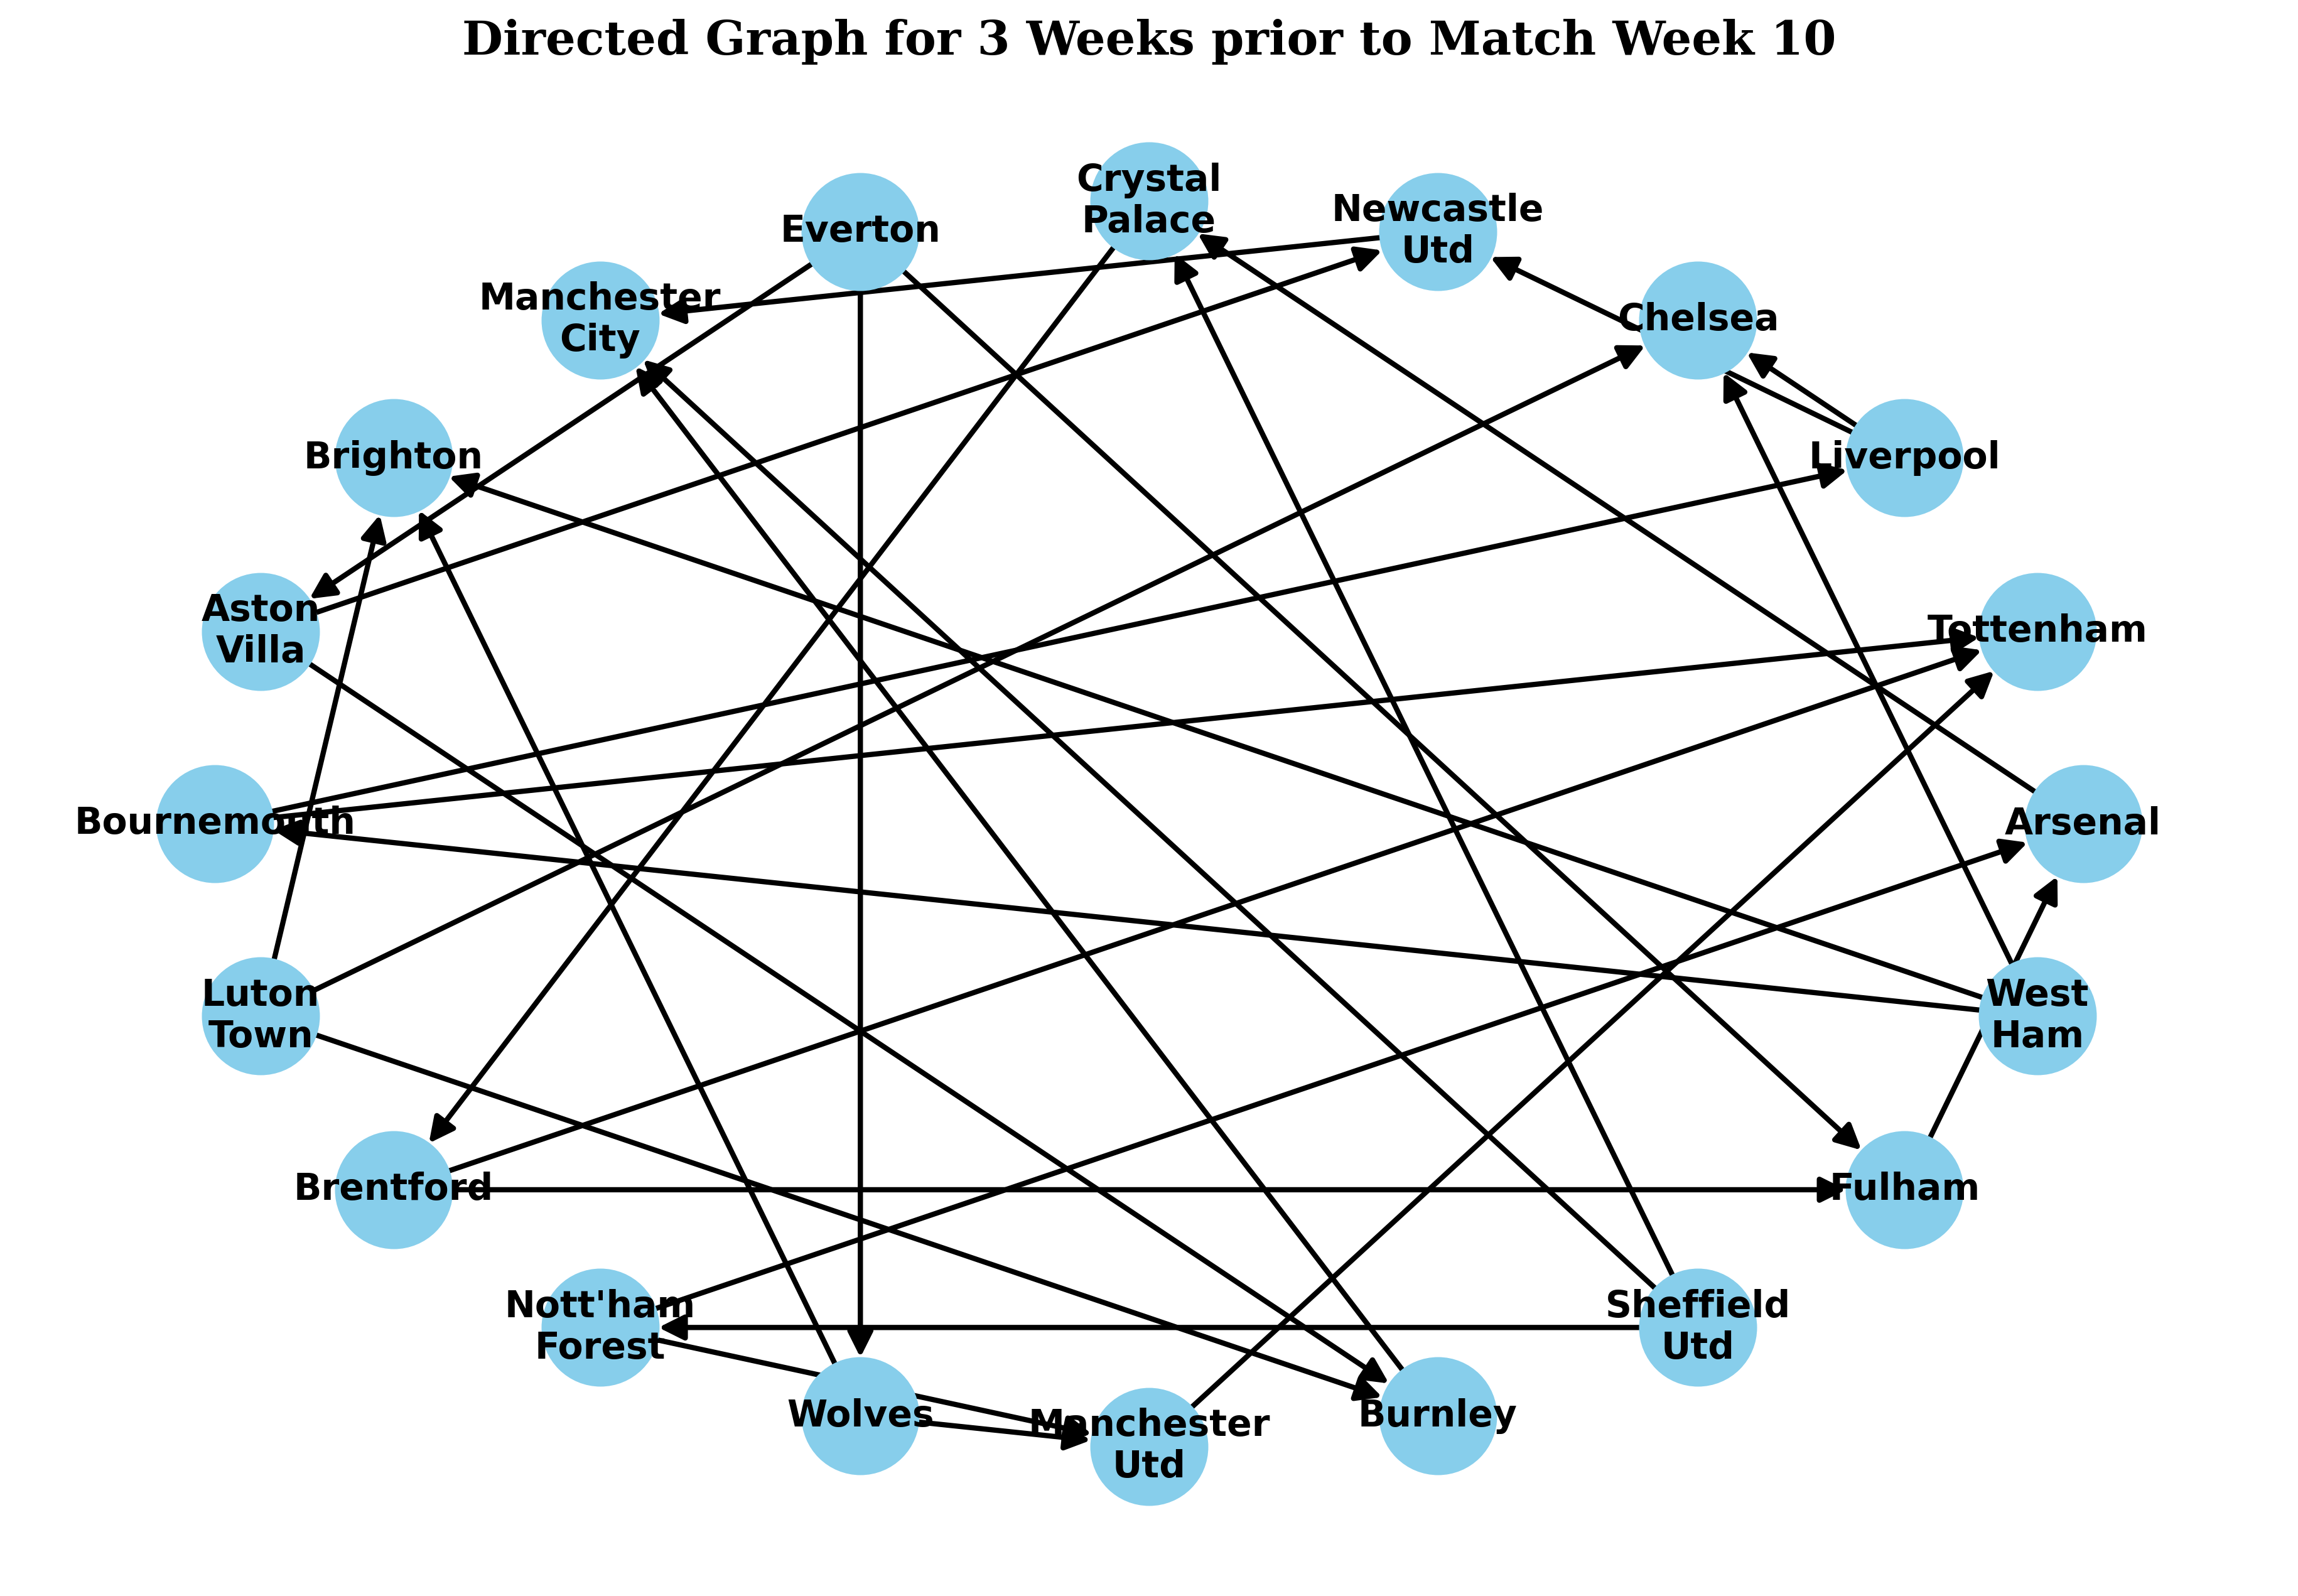 Directed Graph for 3 Weeks prior to Match Week 10
Crystal
Palace
Everton
Newcastle
Utd
Manchester
City
Chelsea
Brighton
Liverpool
Aston
Villa
Tottenham
Bournemouth
Arsenal
Luton
Town
West
Ham
Brentford
Fulham
Nott'ham
Forest
Sheffield
Utd
Wolves
Manchester
Utd
Burnley